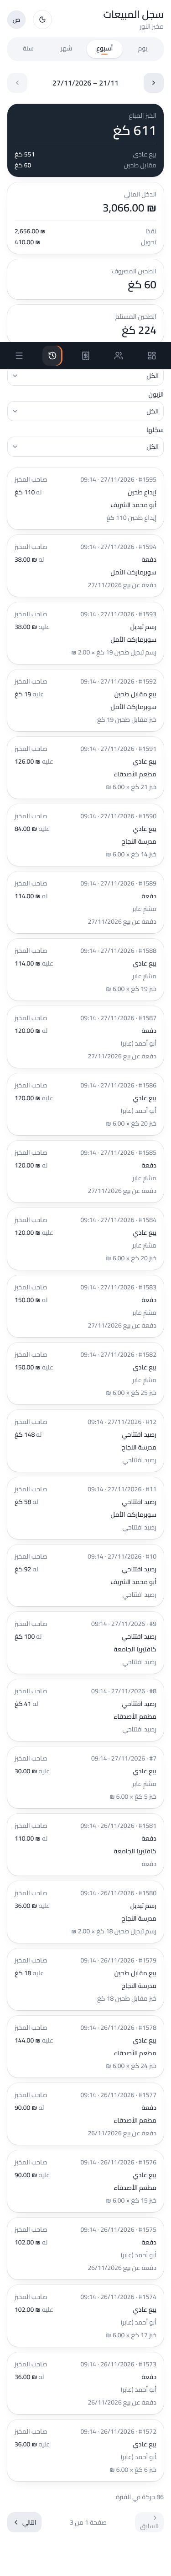 سجل المبيعات
مخبز النور
ص
يوم
أسبوع
شهر
سنة
27/11/2026 – 21/11
الخبز المباع
611 كغ
بيع عادي
551 كغ
مقابل طحين
60 كغ
الدخل المالي
₪ 3,066.00
نقدًا
₪ 2,656.00
تحويل
₪ 410.00
الطحين المصروف
60 كغ
الطحين المستلم
224 كغ
الكل
الزبون
الكل
سجّلها
الكل
#1595 · 27/11/2026 · 09:14
صاحب المخبز
إيداع طحين
له 110 كغ
أبو محمد الشريف
إيداع طحين 110 كغ
#1594 · 27/11/2026 · 09:14
صاحب المخبز
دفعة
له ₪ 38.00
سوبرماركت الأمل
دفعة عن بيع 27/11/2026
#1593 · 27/11/2026 · 09:14
صاحب المخبز
رسم تبديل
عليه ₪ 38.00
سوبرماركت الأمل
رسم تبديل طحين 19 كغ × 2.00 ₪
#1592 · 27/11/2026 · 09:14
صاحب المخبز
بيع مقابل طحين
عليه 19 كغ
سوبرماركت الأمل
خبز مقابل طحين 19 كغ
#1591 · 27/11/2026 · 09:14
صاحب المخبز
بيع عادي
عليه ₪ 126.00
مطعم الأصدقاء
خبز 21 كغ × 6.00 ₪
#1590 · 27/11/2026 · 09:14
صاحب المخبز
بيع عادي
عليه ₪ 84.00
مدرسة النجاح
خبز 14 كغ × 6.00 ₪
#1589 · 27/11/2026 · 09:14
صاحب المخبز
دفعة
له ₪ 114.00
مشترٍ عابر
دفعة عن بيع 27/11/2026
#1588 · 27/11/2026 · 09:14
صاحب المخبز
بيع عادي
عليه ₪ 114.00
مشترٍ عابر
خبز 19 كغ × 6.00 ₪
#1587 · 27/11/2026 · 09:14
صاحب المخبز
دفعة
له ₪ 120.00
أبو أحمد (عابر)
دفعة عن بيع 27/11/2026
#1586 · 27/11/2026 · 09:14
صاحب المخبز
بيع عادي
عليه ₪ 120.00
أبو أحمد (عابر)
خبز 20 كغ × 6.00 ₪
#1585 · 27/11/2026 · 09:14
صاحب المخبز
دفعة
له ₪ 120.00
مشترٍ عابر
دفعة عن بيع 27/11/2026
#1584 · 27/11/2026 · 09:14
صاحب المخبز
بيع عادي
عليه ₪ 120.00
مشترٍ عابر
خبز 20 كغ × 6.00 ₪
#1583 · 27/11/2026 · 09:14
صاحب المخبز
دفعة
له ₪ 150.00
مشترٍ عابر
دفعة عن بيع 27/11/2026
#1582 · 27/11/2026 · 09:14
صاحب المخبز
بيع عادي
عليه ₪ 150.00
مشترٍ عابر
خبز 25 كغ × 6.00 ₪
#12 · 27/11/2026 · 09:14
صاحب المخبز
رصيد افتتاحي
له 148 كغ
مدرسة النجاح
رصيد افتتاحي
#11 · 27/11/2026 · 09:14
صاحب المخبز
رصيد افتتاحي
له 58 كغ
سوبرماركت الأمل
رصيد افتتاحي
#10 · 27/11/2026 · 09:14
صاحب المخبز
رصيد افتتاحي
له 92 كغ
أبو محمد الشريف
رصيد افتتاحي
#9 · 27/11/2026 · 09:14
صاحب المخبز
رصيد افتتاحي
له 100 كغ
كافتيريا الجامعة
رصيد افتتاحي
#8 · 27/11/2026 · 09:14
صاحب المخبز
رصيد افتتاحي
له 41 كغ
مطعم الأصدقاء
رصيد افتتاحي
#7 · 27/11/2026 · 09:14
صاحب المخبز
بيع عادي
عليه ₪ 30.00
مشترٍ عابر
خبز 5 كغ × 6.00 ₪
#1581 · 26/11/2026 · 09:14
صاحب المخبز
دفعة
له ₪ 110.00
كافتيريا الجامعة
دفعة
#1580 · 26/11/2026 · 09:14
صاحب المخبز
رسم تبديل
عليه ₪ 36.00
مدرسة النجاح
رسم تبديل طحين 18 كغ × 2.00 ₪
#1579 · 26/11/2026 · 09:14
صاحب المخبز
بيع مقابل طحين
عليه 18 كغ
مدرسة النجاح
خبز مقابل طحين 18 كغ
#1578 · 26/11/2026 · 09:14
صاحب المخبز
بيع عادي
عليه ₪ 144.00
مطعم الأصدقاء
خبز 24 كغ × 6.00 ₪
#1577 · 26/11/2026 · 09:14
صاحب المخبز
دفعة
له ₪ 90.00
مطعم الأصدقاء
دفعة عن بيع 26/11/2026
#1576 · 26/11/2026 · 09:14
صاحب المخبز
بيع عادي
عليه ₪ 90.00
مطعم الأصدقاء
خبز 15 كغ × 6.00 ₪
#1575 · 26/11/2026 · 09:14
صاحب المخبز
دفعة
له ₪ 102.00
أبو أحمد (عابر)
دفعة عن بيع 26/11/2026
#1574 · 26/11/2026 · 09:14
صاحب المخبز
بيع عادي
عليه ₪ 102.00
أبو أحمد (عابر)
خبز 17 كغ × 6.00 ₪
#1573 · 26/11/2026 · 09:14
صاحب المخبز
دفعة
له ₪ 36.00
أبو أحمد (عابر)
دفعة عن بيع 26/11/2026
#1572 · 26/11/2026 · 09:14
صاحب المخبز
بيع عادي
عليه ₪ 36.00
أبو أحمد (عابر)
خبز 6 كغ × 6.00 ₪
86 حركة في الفترة
السابق
صفحة 1 من 3
التالي